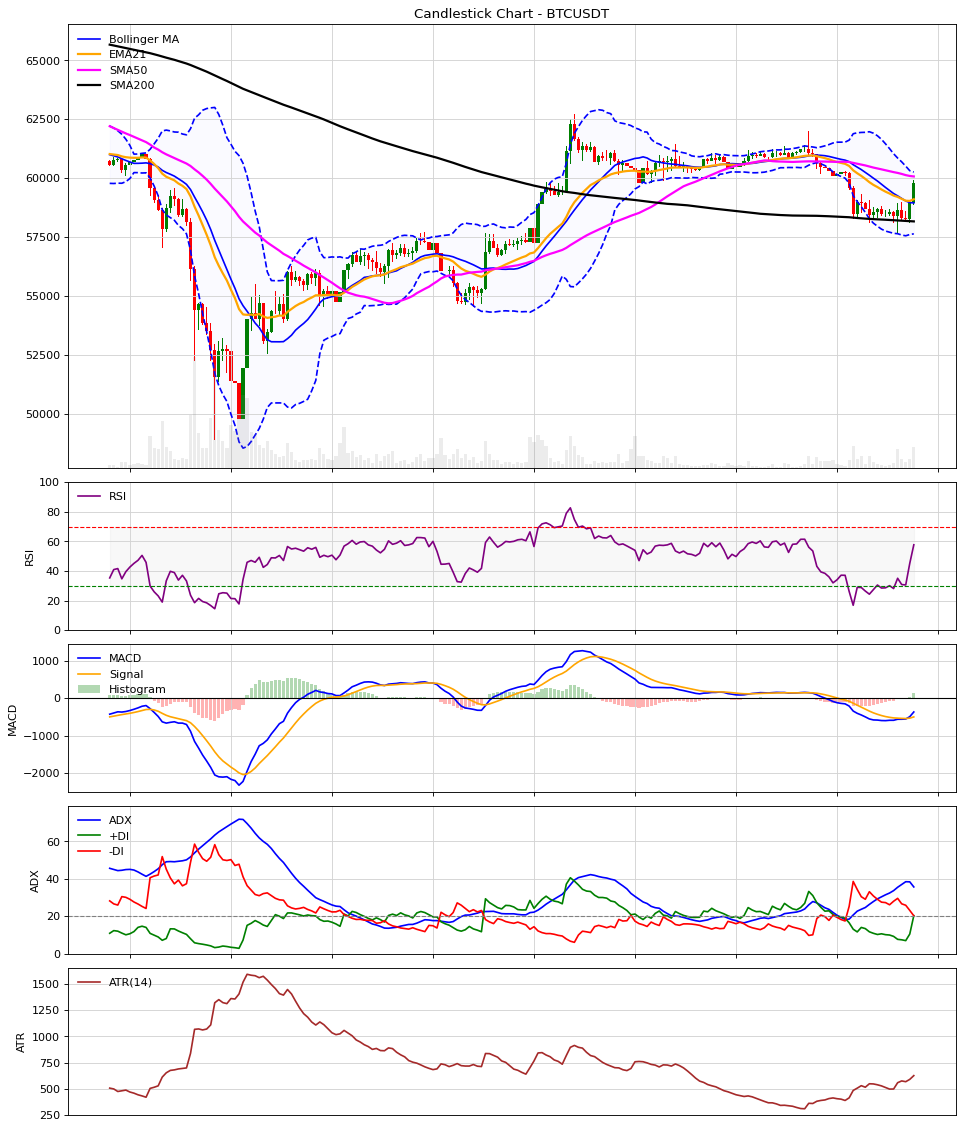 Candlestick Chart - BTCUSDT
Bollinger MA
EMA21
SMA50
SMA200
65000
62500
60000
57500
55000
52500
50000
RSI
RSI
100
80
60
40
20
0
MACD
Signal
Histogram
MACD
1000
0
−1000
−2000
ADX
+DI
-DI
ADX
60
40
20
0
ATR(14)
ATR
1500
1250
1000
750
500
250